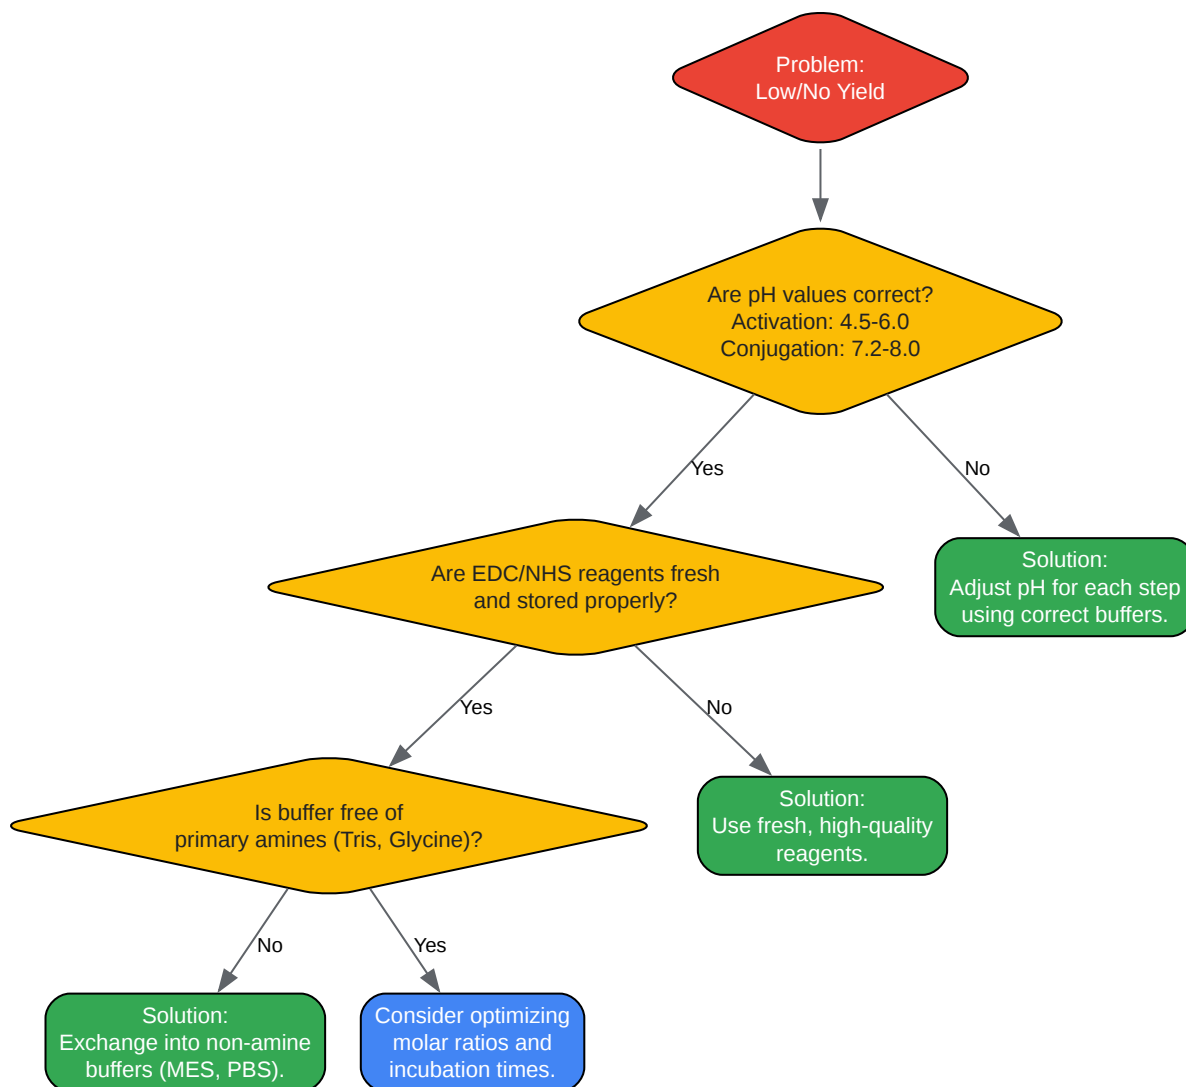 Problem:
Low/No Yield
Are pH values correct?
Activation: 4.5-6.0
Conjugation: 7.2-8.0
Yes
No
Are EDC/NHS reagents fresh
and stored properly?
Solution:
Adjust pH for each step
using correct buffers.
Yes
No
Is buffer free of
primary amines (Tris, Glycine)?
Solution:
Use fresh, high-quality
reagents.
No
Yes
Solution:
Exchange into non-amine
buffers (MES, PBS).
Consider optimizing
molar ratios and
incubation times.